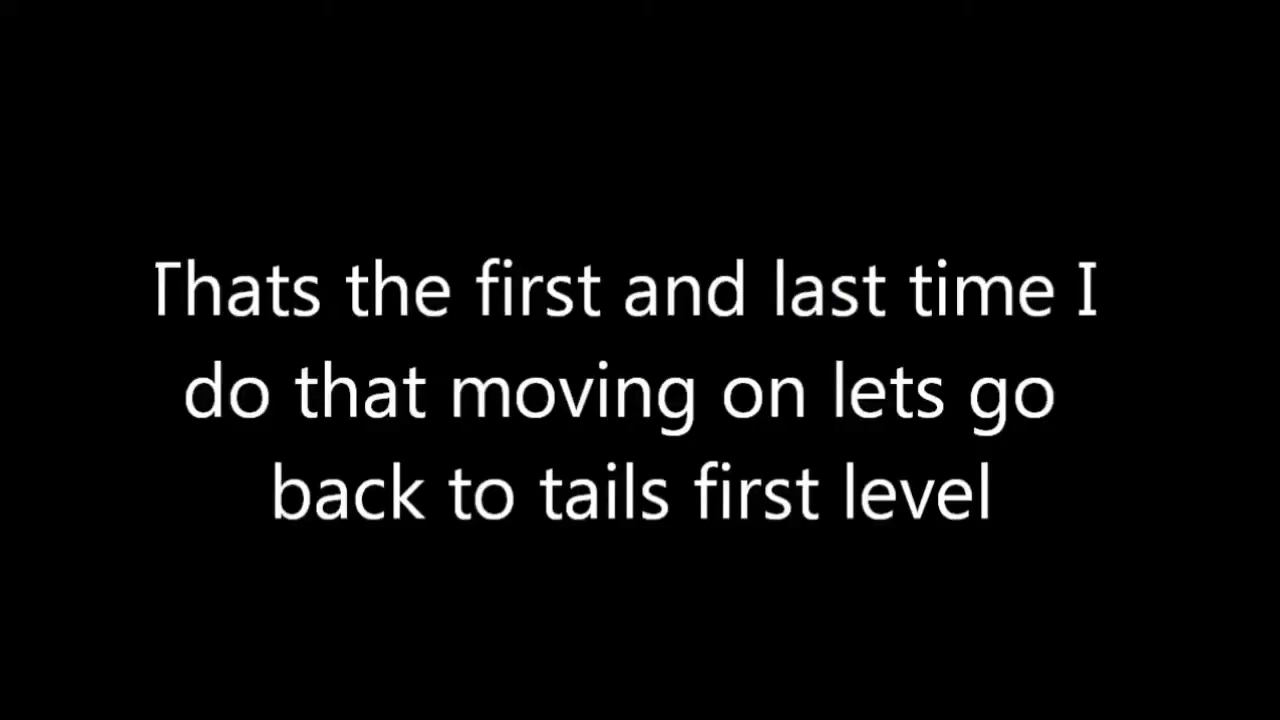 Thats the first and last time I
do that moving on lets go
back to tails first level